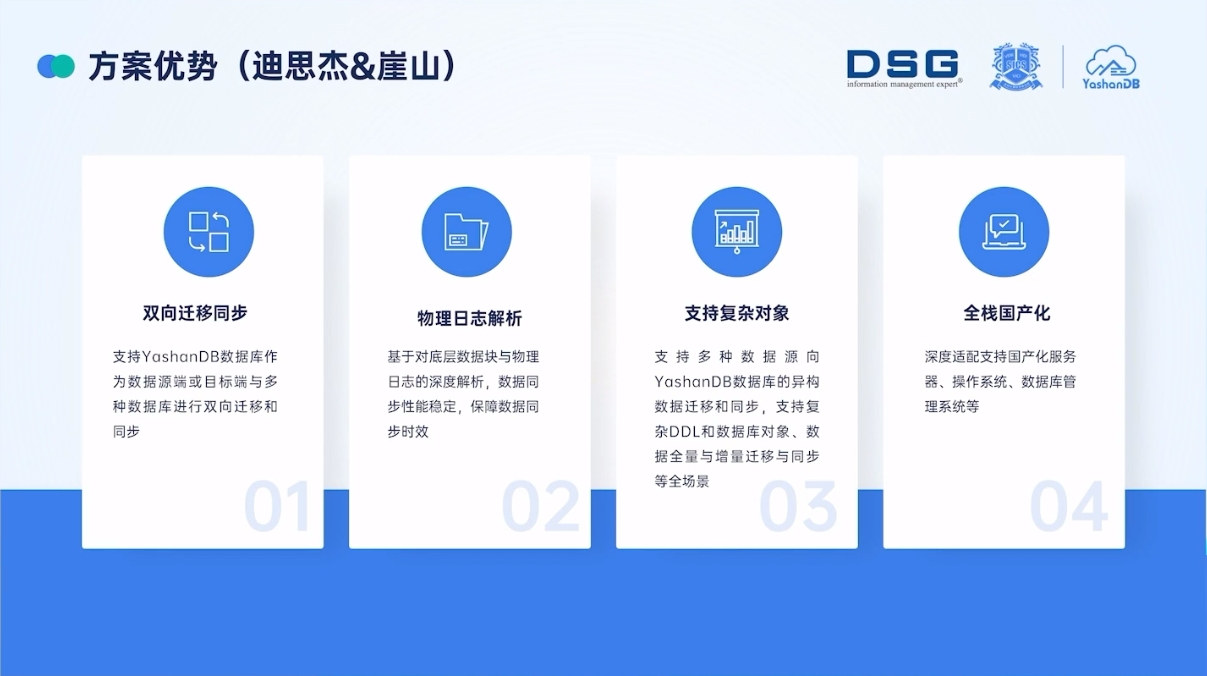 方案优势（迪思杰&崖山）
DSG
information management expert®
YashanDB
双向迁移同步
支持YashanDB数据库作
为数据源端或目标端与多
种数据库进行双向迁移和
同步
01
物理日志解析
基于对底层数据块与物理
日志的深度解析，数据同
步性能稳定，保障数据同
步时效
02
支持复杂对象
支持多种数据源向
YashanDB数据库的异构
数据迁移和同步，支持复
杂DDL和数据库对象、数
据全量与增量迁移与同步
等全场景
03
全栈国产化
深度适配支持国产化服务
器、操作系统、数据库管
理系统等
04